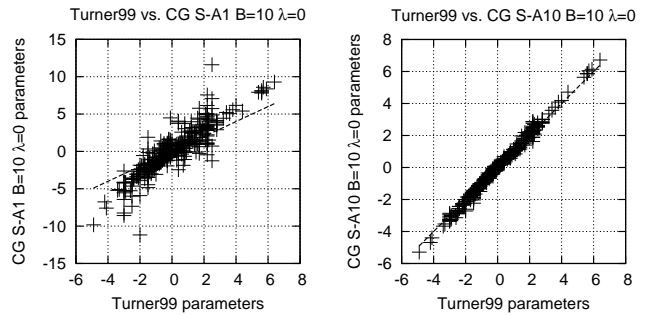 Turner99 vs. CG S-A1 B=10 λ=0
CG S-A1 B=10 λ=0 parameters
15
10
5
0
-5
-10
-15
-6 -4 -2 0 2 4 6 8
Turner99 parameters
Turner99 vs. CG S-A10 B=10 λ=0
CG S-A10 B=10 λ=0 parameters
8
6
4
2
0
-2
-4
-6
-6 -4 -2 0 2 4 6 8
Turner99 parameters